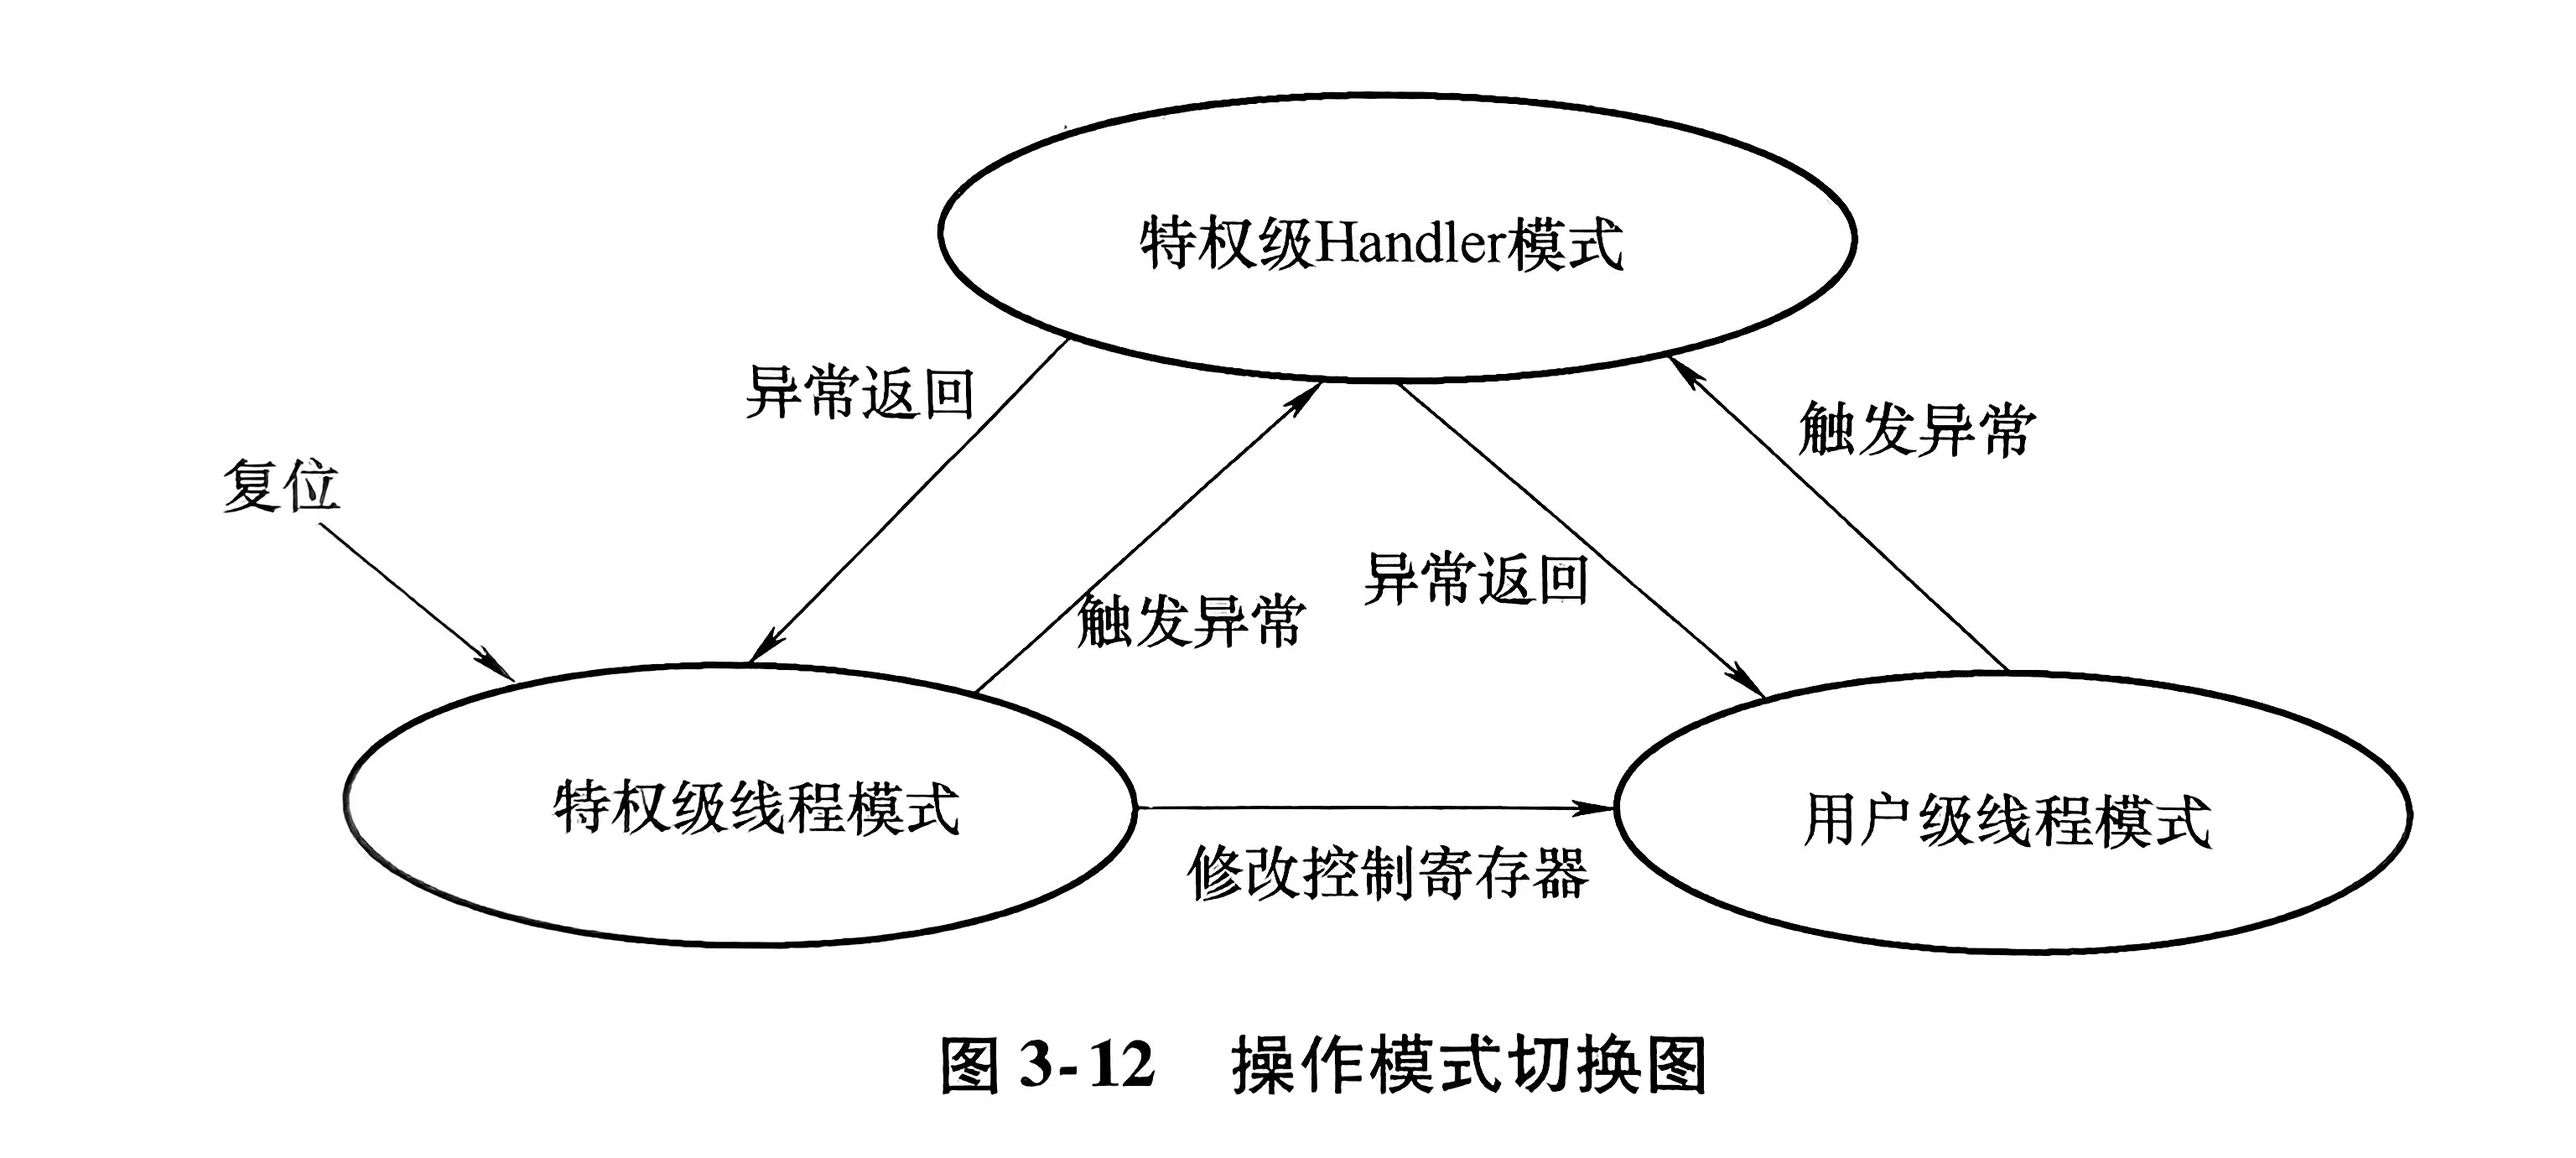 特权级Handler模式
异常返回
触发异常
复位
异常返回
触发异常
特权级线程模式
用户级线程模式
修改控制寄存器
图 3-12 操作模式切换图